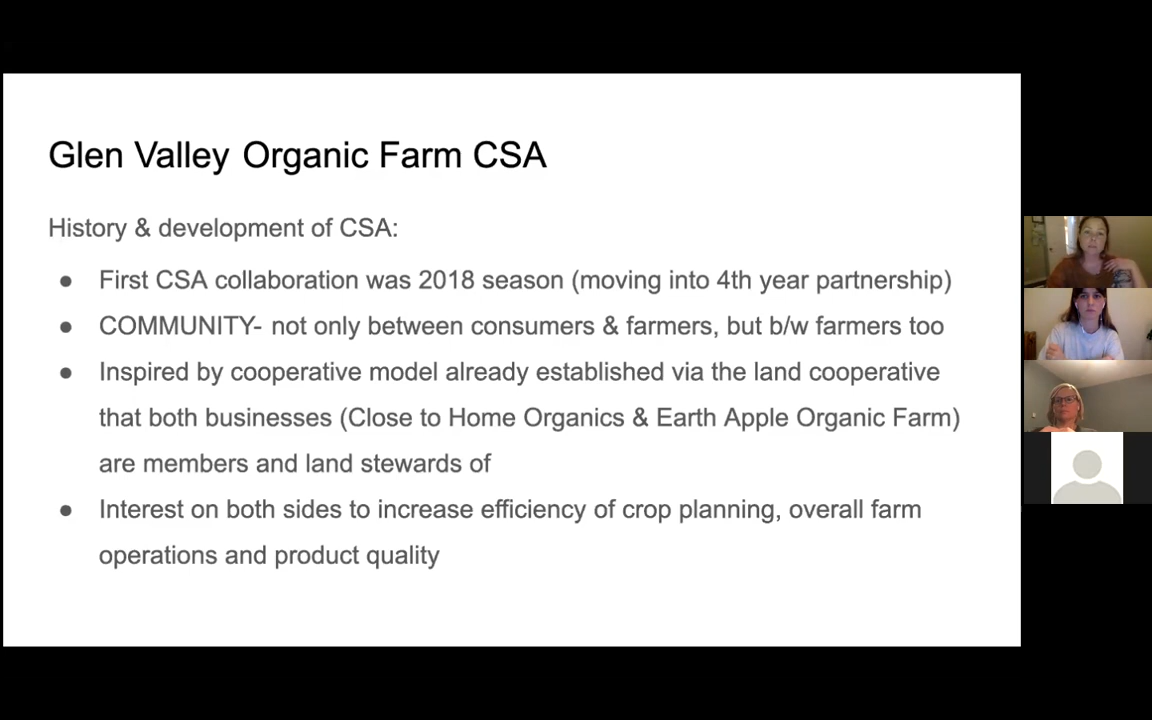 Glen Valley Organic Farm CSA
History & development of CSA:
● First CSA collaboration was 2018 season (moving into 4th year partnership)
● COMMUNITY- not only between consumers & farmers, but b/w farmers too
● Inspired by cooperative model already established via the land cooperative
that both businesses (Close to Home Organics & Earth Apple Organic Farm)
are members and land stewards of
● Interest on both sides to increase efficiency of crop planning, overall farm
operations and product quality